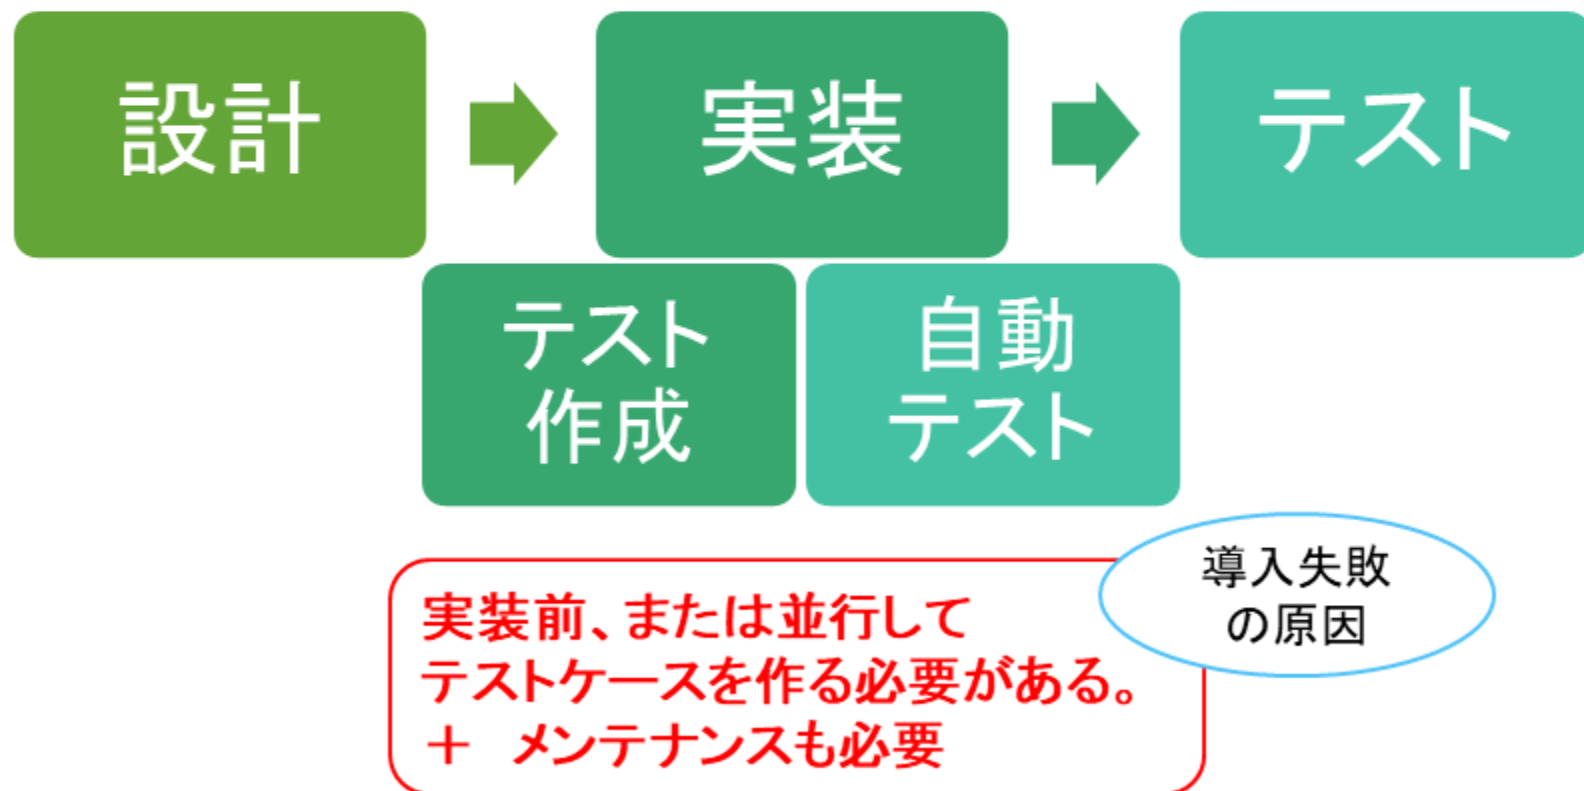 設計
実装
テスト
テスト
作成
自動
テスト
導入失敗
の原因
実装前、または並行して
テストケースを作る必要がある。
＋　メンテナンスも必要